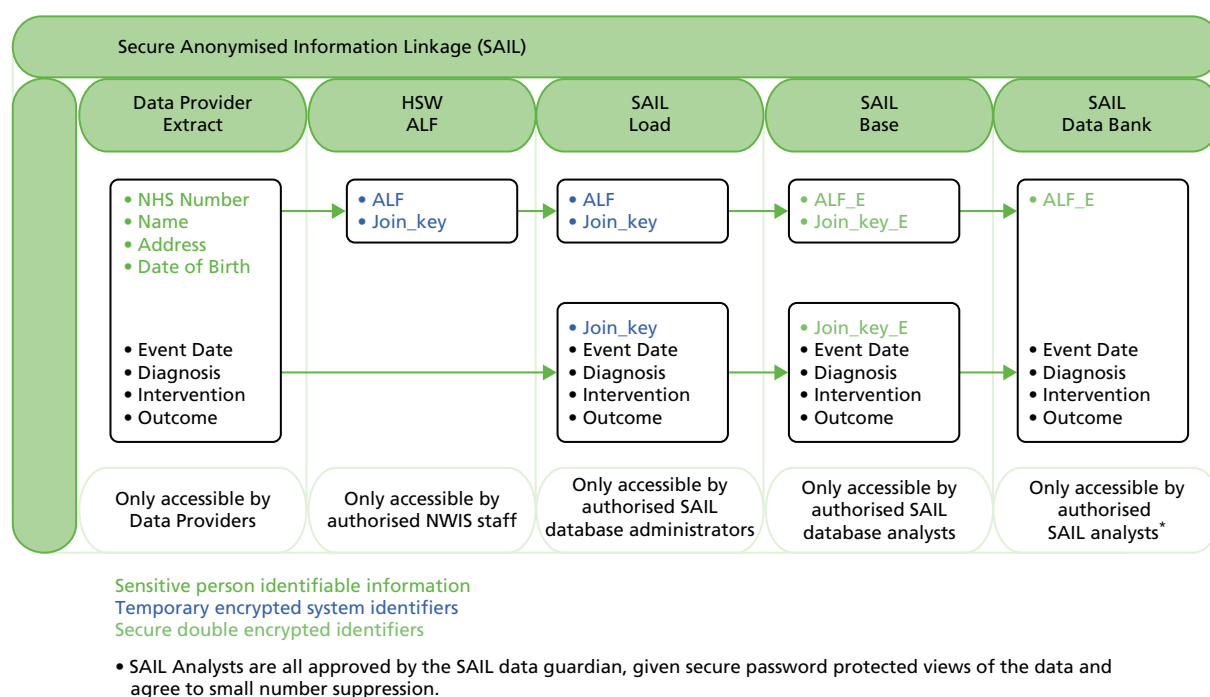 Secure Anonymised Information Linkage (SAIL)
Data Provider
Extract
HSW
ALF
SAIL
Load
SAIL
Base
SAIL
Data Bank
• NHS Number
• Name
• Address
• Date of Birth
• Event Date
• Diagnosis
• Intervention
• Outcome
• ALF
• Join_key
• ALF
• Join_key
• Join_key
• Event Date
• Diagnosis
• Intervention
• Outcome
• ALF_E
• Join_key_E
• Join_key_E
• Event Date
• Diagnosis
• Intervention
• Outcome
• ALF_E
• Event Date
• Diagnosis
• Intervention
• Outcome
Only accessible by
Data Providers
Only accessible by
authorised NWIS staff
Only accessible by
authorised SAIL
database administrators
Only accessible by
authorised SAIL
database analysts
Only accessible by
authorised
SAIL analysts*
Sensitive person identifiable information
Temporary encrypted system identifiers
Secure double encrypted identifiers
• SAIL Analysts are all approved by the SAIL data guardian, given secure password protected views of the data and
agree to small number suppression.